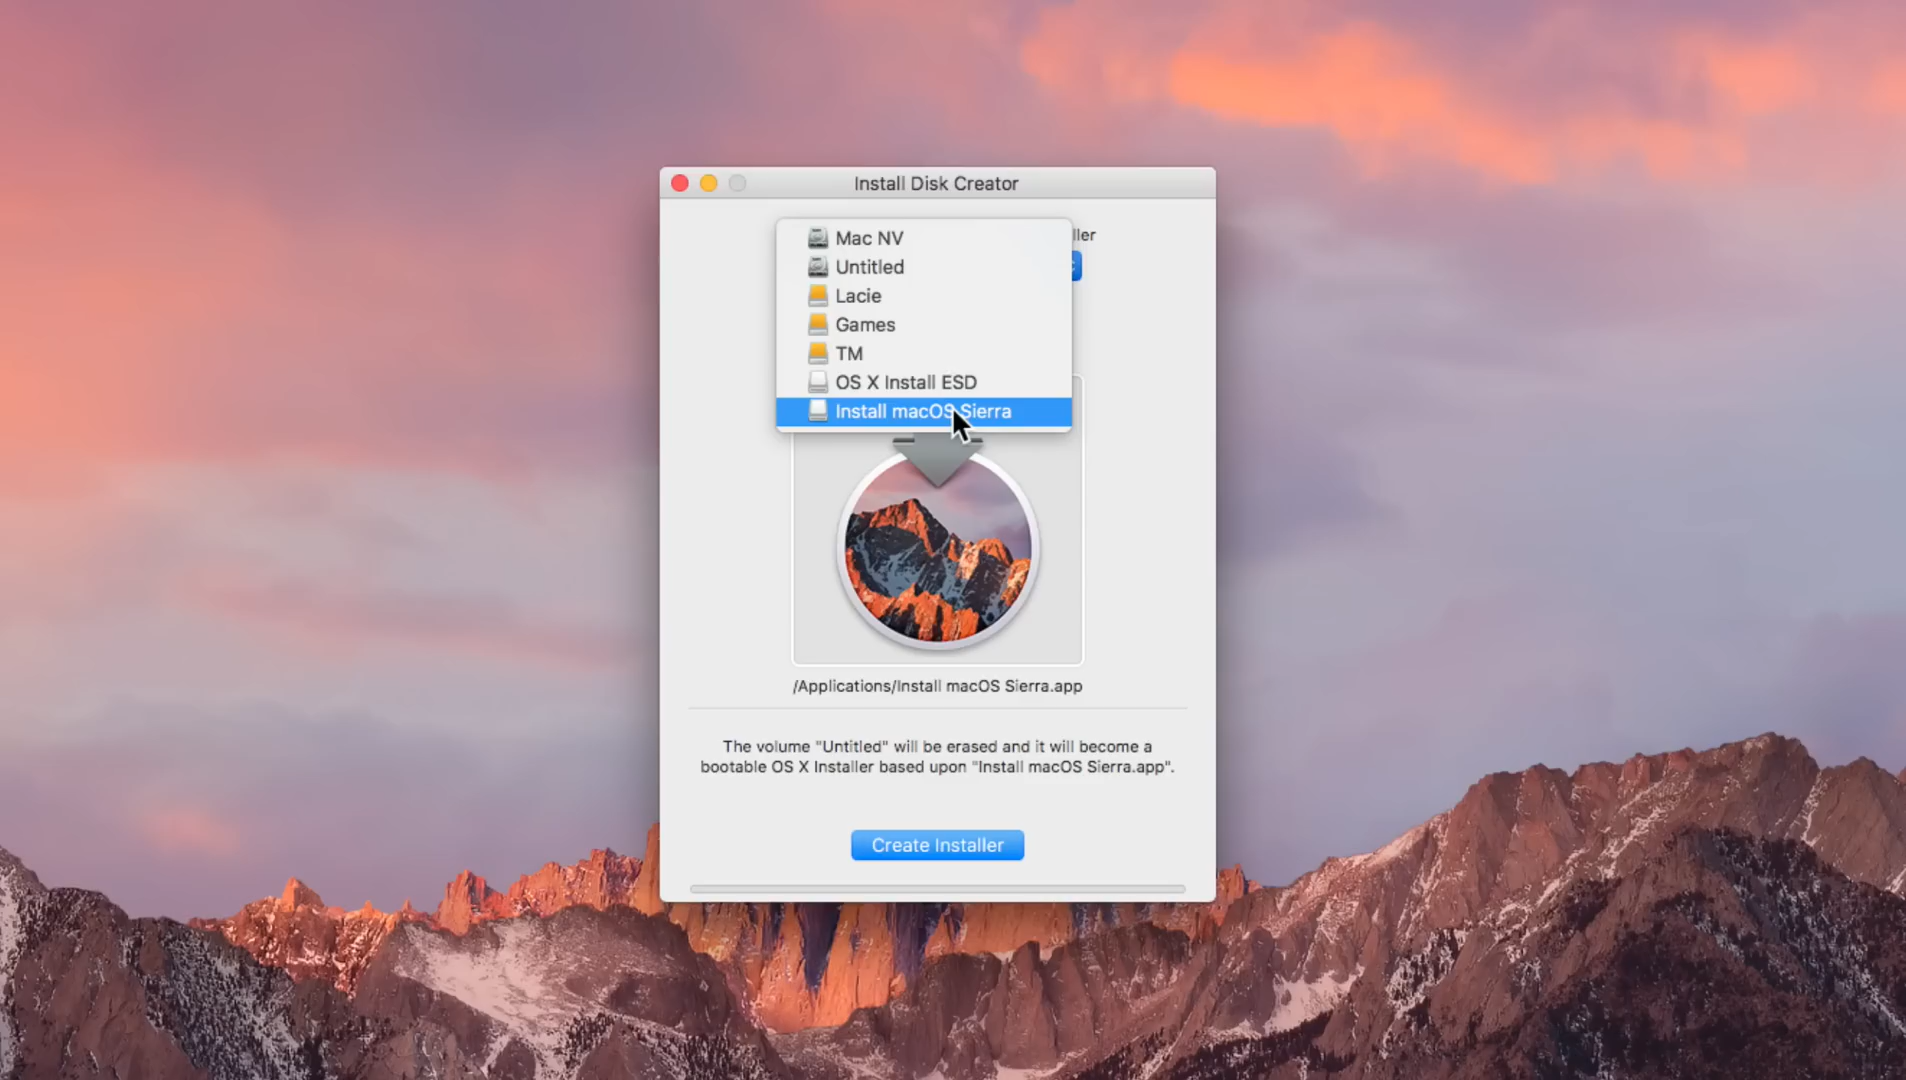 Install Disk Creator
ller
Mac NV
Untitled
Lacie
Games
TM
OS X Install ESD
Install macOS Sierra
/Applications/Install macOS Sierra.app
The volume "Untitled" will be erased and it will become a
bootable OS X Installer based upon "Install macOS Sierra.app".
Create Installer